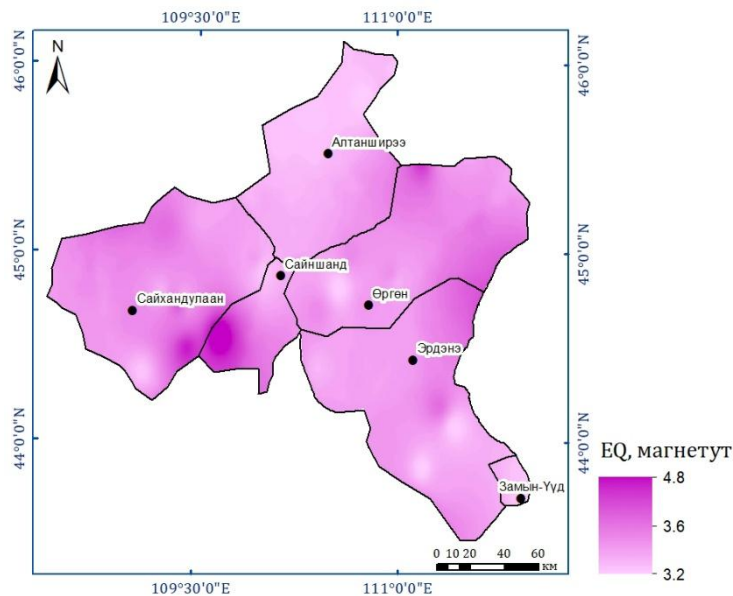 109°30'0"E 111°0'0"E
N
46°0'0"N 46°0'0"N
Алтанширээ
45°0'0"N 45°0'0"N
Сайншанд
Сайхандулаан
Өргөн
Эрдэнэ
44°0'0"N 44°0'0"N
EQ, магнетут
4.8
3.6
3.2
Замын-Үүд
0 10 20 40 60
км
109°30'0"E 111°0'0"E